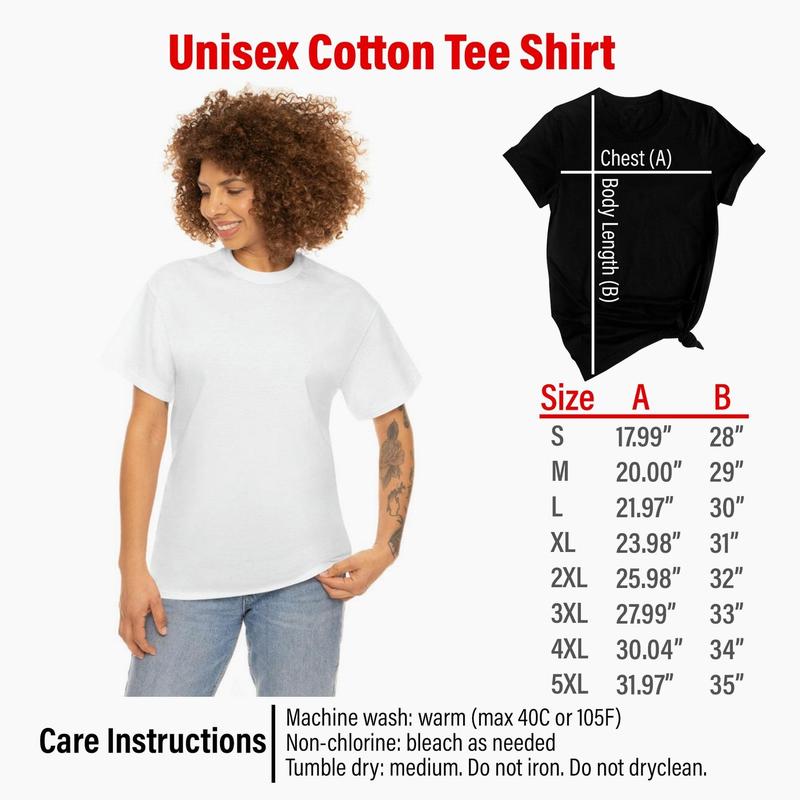 Unisex Cotton Tee Shirt
Chest (A)
Body Length (B)
Size A B
S 17.99" 28"
M 20.00" 29"
L 21.97" 30"
XL 23.98" 31"
2XL 25.98" 32"
3XL 27.99" 33"
4XL 30.04" 34"
5XL 31.97" 35"
Care Instructions
Machine wash: warm (max 40C or 105F)
Non-chlorine: bleach as needed
Tumble dry: medium. Do not iron. Do not dryclean.